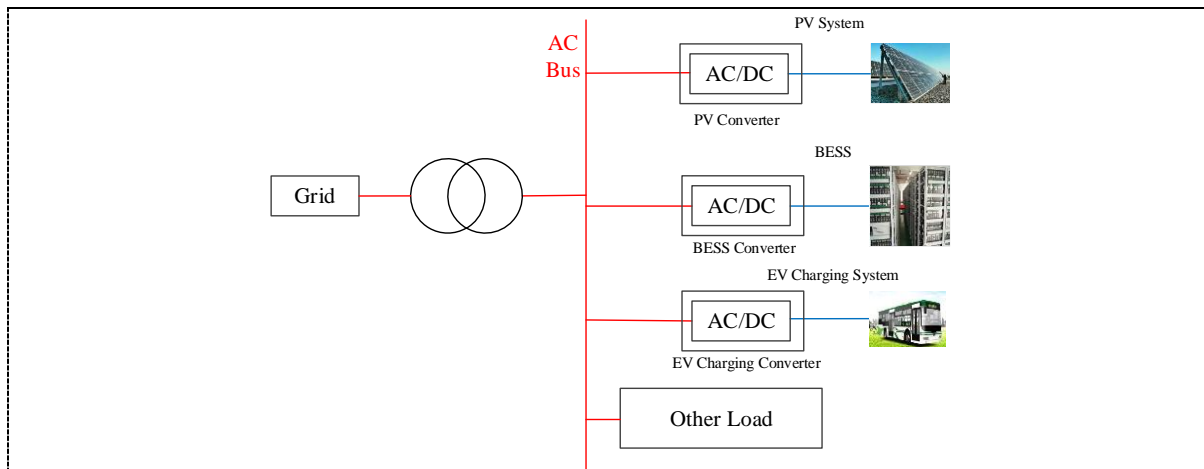 PV System
AC
Bus
AC/DC
PV Converter
BESS
Grid
AC/DC
BESS Converter
EV Charging System
AC/DC
EV Charging Converter
Other Load